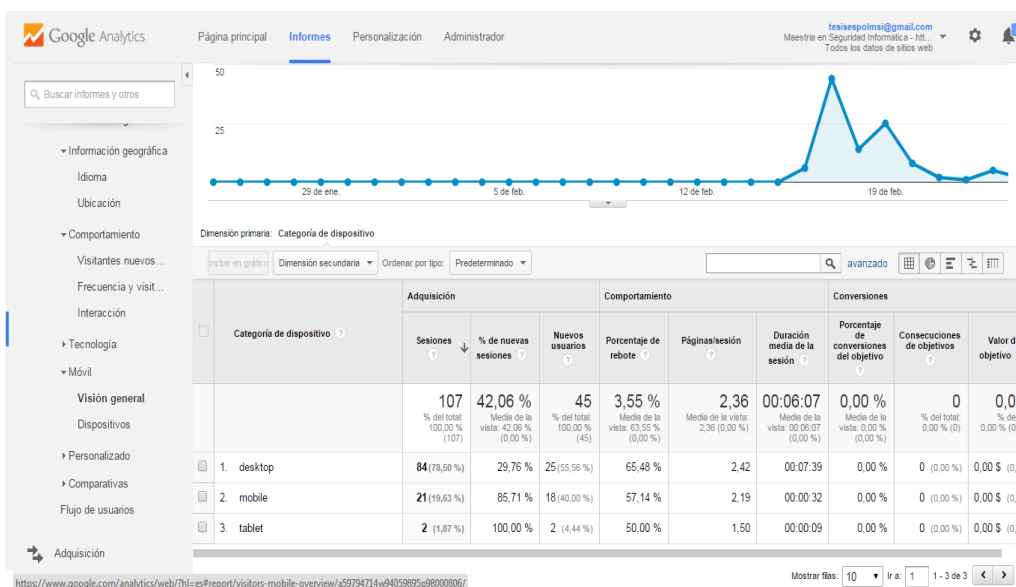 Google Analytics
Página principal
Informes
Personalización
Administrador
tesisespolmsi@gmail.com
Maestria en Seguridad Informatica - htt...
Todos los datos de sitios web
Buscar informes y otros
Información geográfica
Idioma
Ubicación
Comportamiento
Visitantes nuevos...
Frecuencia y visit...
Interacción
Tecnología
Móvil
Visión general
Dispositivos
Personalizado
Comparativas
Flujo de usuarios
Adquisición
50
25
29 de ene.
5 de feb.
12 de feb.
19 de feb.
Dimensión primaria: Categoría de dispositivo
Incluir en gráfico
Dimensión secundaria
Ordenar por tipo:
Predeterminado
avanzado
Categoría de dispositivo ?
Adquisición
Comportamiento
Conversiones
Sesiones ?
% de nuevas sesiones ?
Nuevos usuarios ?
Porcentaje de rebote ?
Páginas/sesión ?
Duración media de la sesión ?
Porcentaje de conversiones del objetivo ?
Consecuciones de objetivos ?
Valor d
objetivo
107
% del total: 100,00 % (107)
42,06 %
Media de la vista: 42,06 % (0,00 %)
45
% del total: 100,00 % (45)
3,55 %
Media de la vista: 63,55 % (0,00 %)
2,36
Media de la vista: 2,36 (0,00 %)
00:06:07
Media de la vista: 00:06:07 (0,00 %)
0,00 %
Media de la vista: 0,00 % (0,00 %)
0
% del total: 0,00 % (0)
0,0
% de
0,00 % (0
1. desktop 84 (78,50 %) 29,76 % 25 (55,56 %) 65,48 % 2,42 00:07:39 0,00 % 0 (0,00 %) 0,00 $ (0,
2. mobile 21 (19,63 %) 85,71 % 18 (40,00 %) 57,14 % 2,19 00:00:32 0,00 % 0 (0,00 %) 0,00 $ (0,
3. tablet 2 (1,87 %) 100,00 % 2 (4,44 %) 50,00 % 1,50 00:00:09 0,00 % 0 (0,00 %) 0,00 $ (0,
Mostrar filas: 10 Ir a: 1 1 - 3 de 3
https://www.google.com/analytics/web/?hl=es#report/visitors-mobile-overview/a59794714w94059895p98000806/